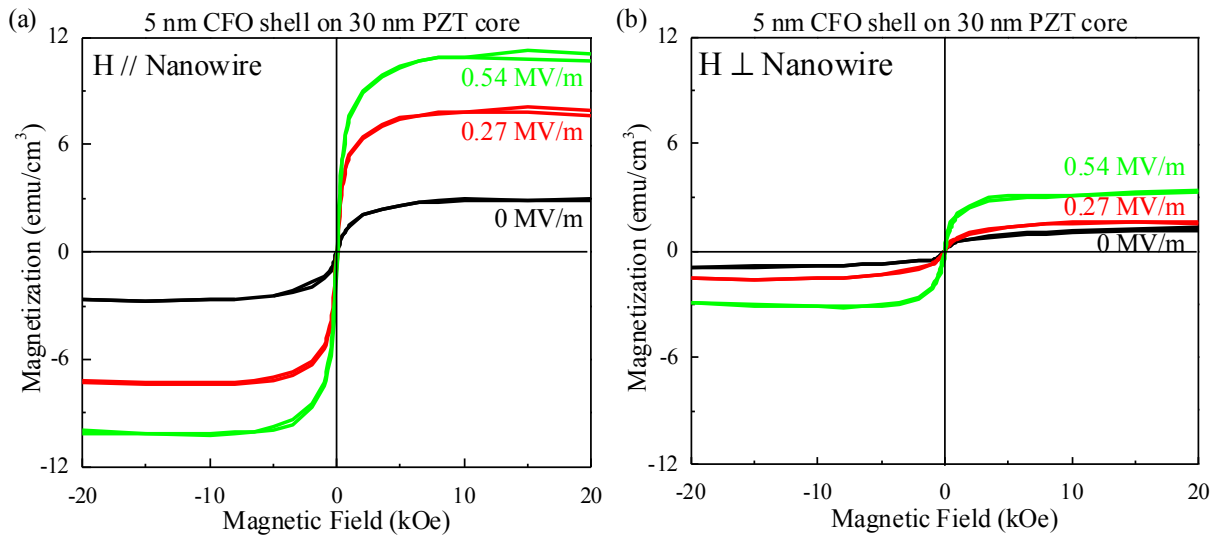 (a)
5 nm CFO shell on 30 nm PZT core
H // Nanowire
0.54 MV/m
0.27 MV/m
0 MV/m
Magnetization (emu/cm³)
12
6
0
-6
-12
-20
-10
0
10
20
Magnetic Field (kOe)
(b)
5 nm CFO shell on 30 nm PZT core
H ⊥ Nanowire
0.54 MV/m
0.27 MV/m
0 MV/m
Magnetization (emu/cm³)
12
6
0
-6
-12
-20
-10
0
10
20
Magnetic Field (kOe)